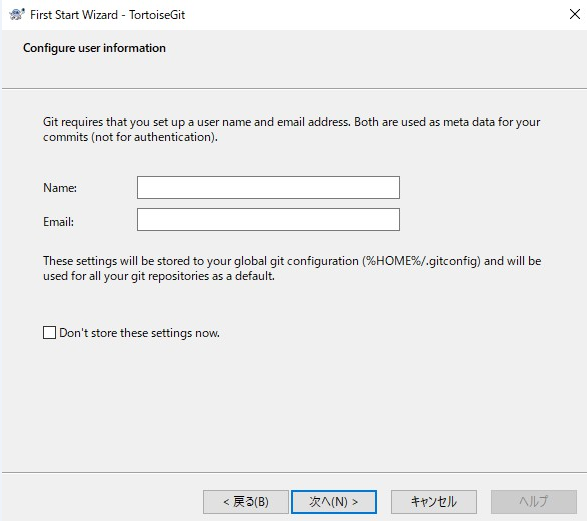 First Start Wizard - TortoiseGit
Configure user information
Git requires that you set up a user name and email address. Both are used as meta data for your
commits (not for authentication).
Name:
Email:
These settings will be stored to your global git configuration (%HOME%/.gitconfig) and will be
used for all your git repositories as a default.
Don't store these settings now.
< 戻る(B) 次へ(N) > キャンセル ヘルプ